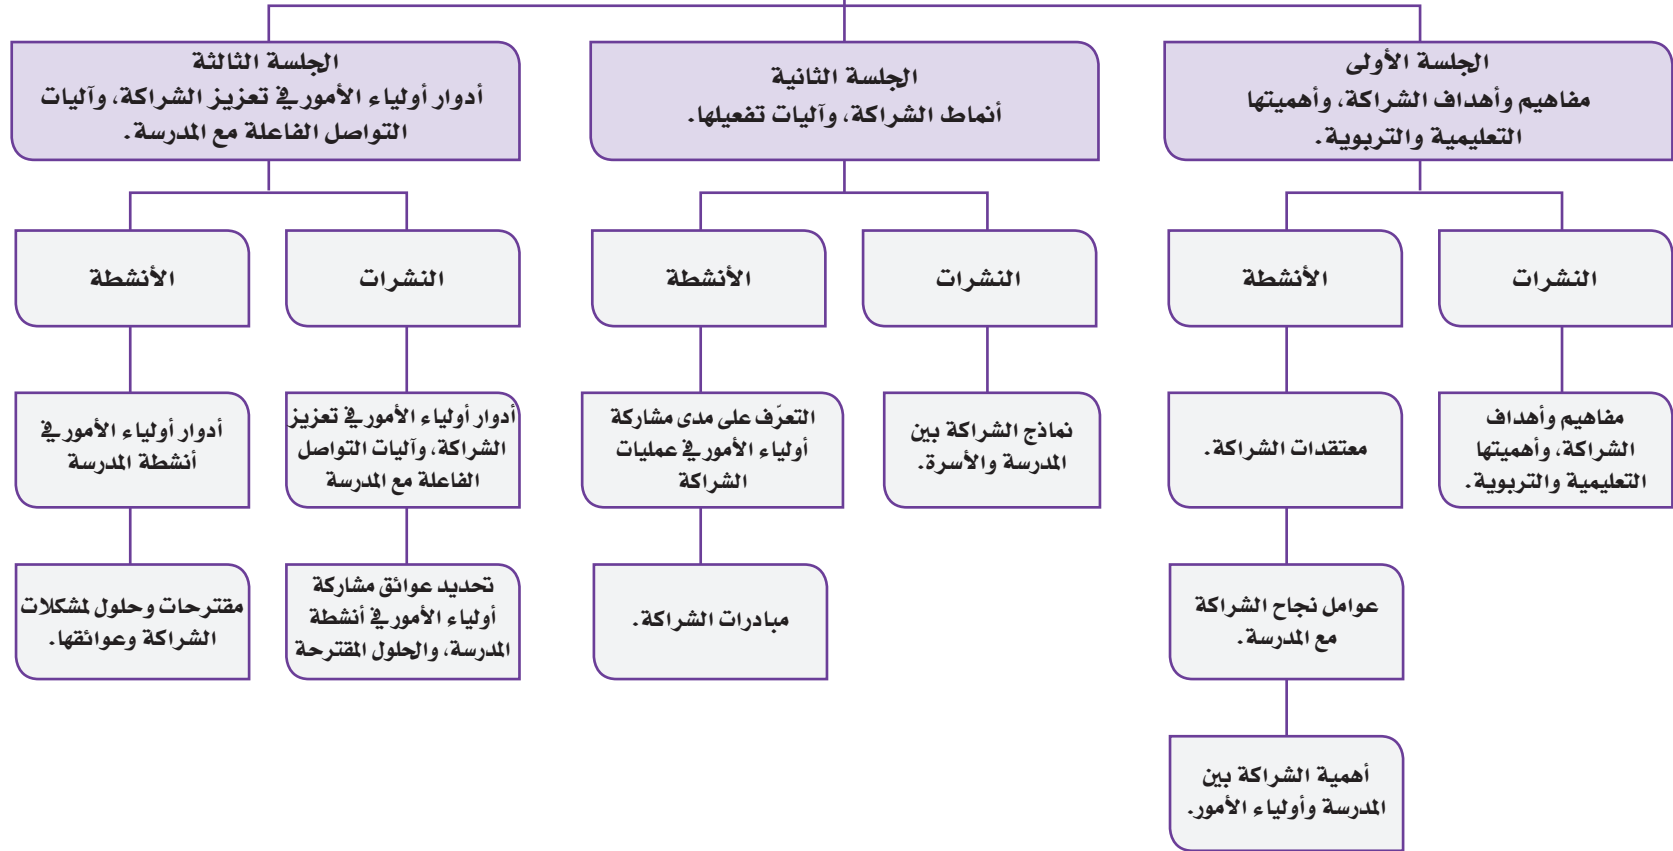 الجلسة الأولى
مفاهيم وأهداف الشراكة، وأهميتها
التعليمية والتربوية.
الجلسة الثانية
أنماط الشراكة، وآليات تفعيلها.
الجلسة الثالثة
أدوار أولياء الأمور في تعزيز الشراكة، وآليات
التواصل الفاعلة مع المدرسة.
النشرات
الأنشطة
النشرات
الأنشطة
النشرات
الأنشطة
مفاهيم وأهداف
الشراكة، وأهميتها
التعليمية والتربوية.
معتقدات الشراكة.
نماذج الشراكة بين
المدرسة والأسرة.
التعرّف على مدى مشاركة
أولياء الأمور في عمليات
الشراكة
أدوار أولياء الأمور في تعزيز
الشراكة، وآليات التواصل
الفاعلة مع المدرسة
أدوار أولياء الأمور في
أنشطة المدرسة
عوامل نجاح الشراكة
مع المدرسة.
مبادرات الشراكة.
تحديد عوائق مشاركة
أولياء الأمور في أنشطة
المدرسة، والحلول المقترحة
مقترحات وحلول لمشكلات
الشراكة وعوائقها.
أهمية الشراكة بين
المدرسة وأولياء الأمور.